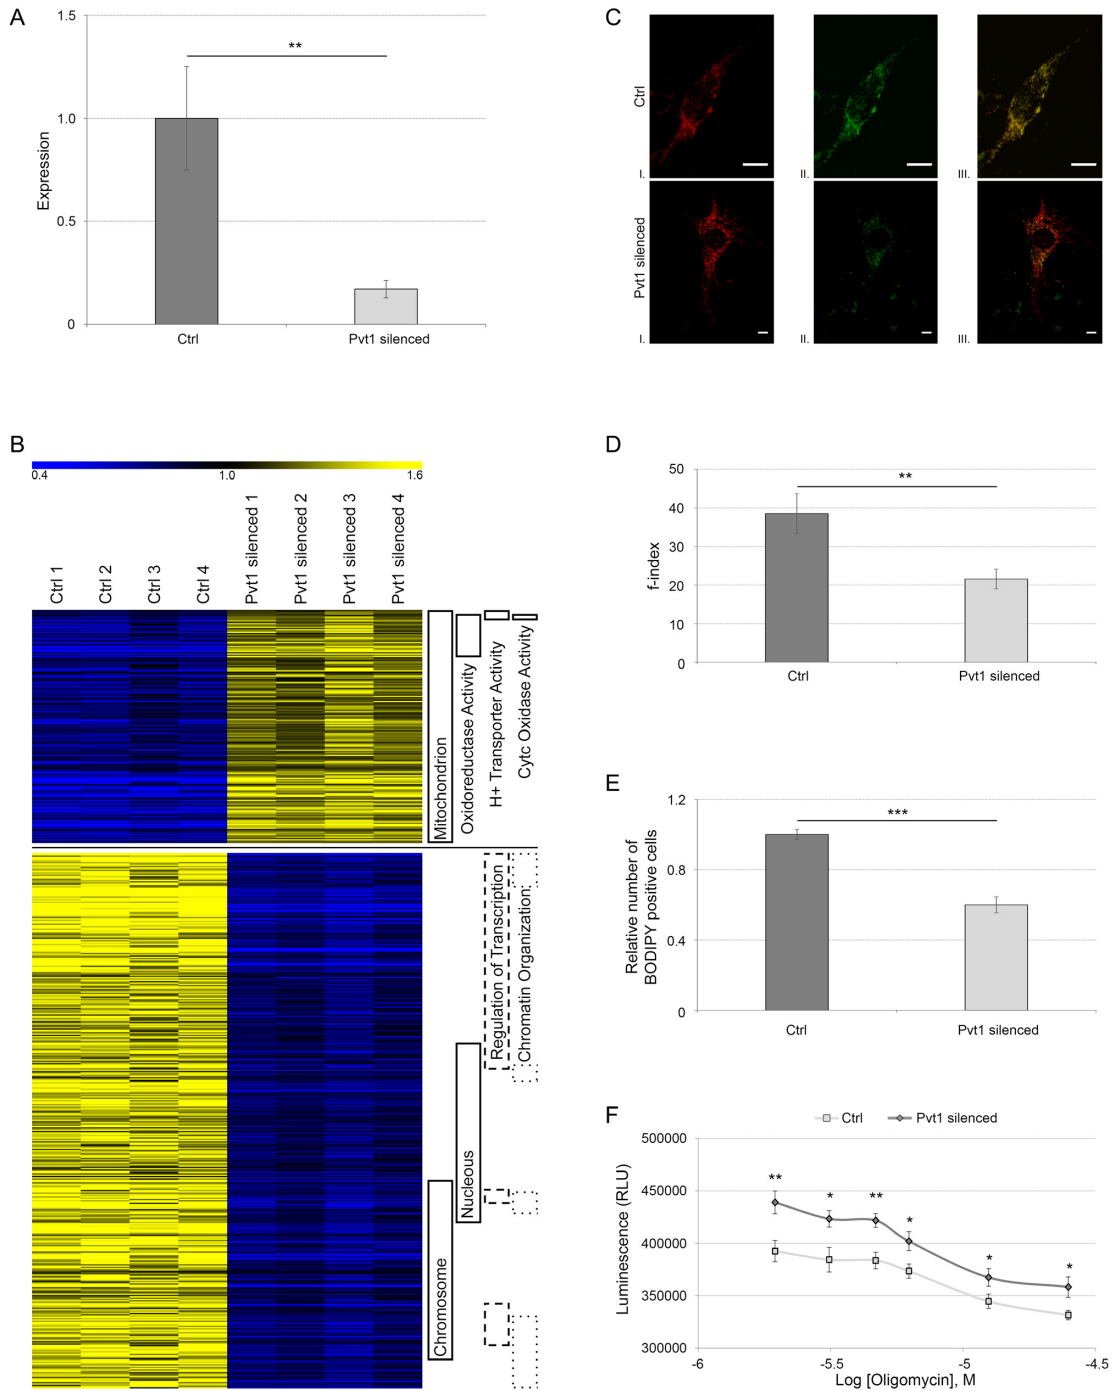 A
1.5
1.0
0.5
0
Expression
**
Ctrl
Pvt1 silenced
B
0.4
1.0
1.6
Ctrl 1
Ctrl 2
Ctrl 3
Ctrl 4
Pvt1 silenced 1
Pvt1 silenced 2
Pvt1 silenced 3
Pvt1 silenced 4
Mitochondrion
Oxidoreductase Activity
H+ Transporter Activity
Cytc Oxidase Activity
Regulation of Transcription
Chromatin Organization
Nucleous
Chromosome
C
Ctrl
I.
II.
III.
Pvt1 silenced
I.
II.
III.
D
50
40
30
20
10
0
f-index
**
Ctrl
Pvt1 silenced
E
1.2
0.8
0.4
0
Relative number of
BODIPY positive cells
***
Ctrl
Pvt1 silenced
F
Ctrl
Pvt1 silenced
500000
450000
400000
350000
300000
Luminescence (RLU)
**
*
**
*
*
*
-6
-5.5
-5
-4.5
Log [Oligomycin], M